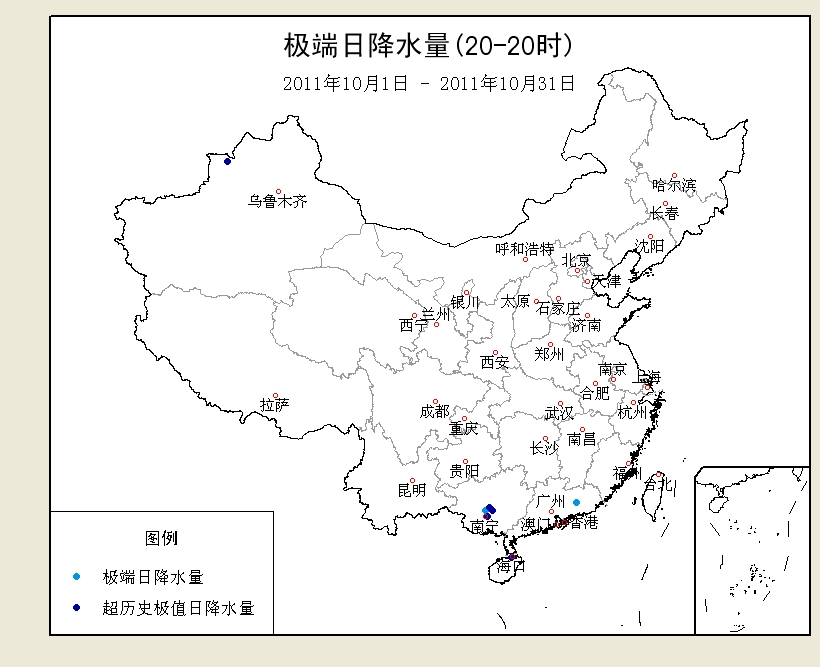 极端日降水量(20-20时)
2011年10月1日 - 2011年10月31日
哈尔滨
乌鲁木齐
长春
沈阳
呼和浩特
北京
天津
银川
太原
石家庄
兰州
西宁
济南
郑州
西安
南京
上海
合肥
拉萨
成都
武汉
杭州
重庆
南昌
长沙
贵阳
福州
台北
昆明
广州
南宁
澳门
香港
海口
图例
极端日降水量
超历史极值日降水量